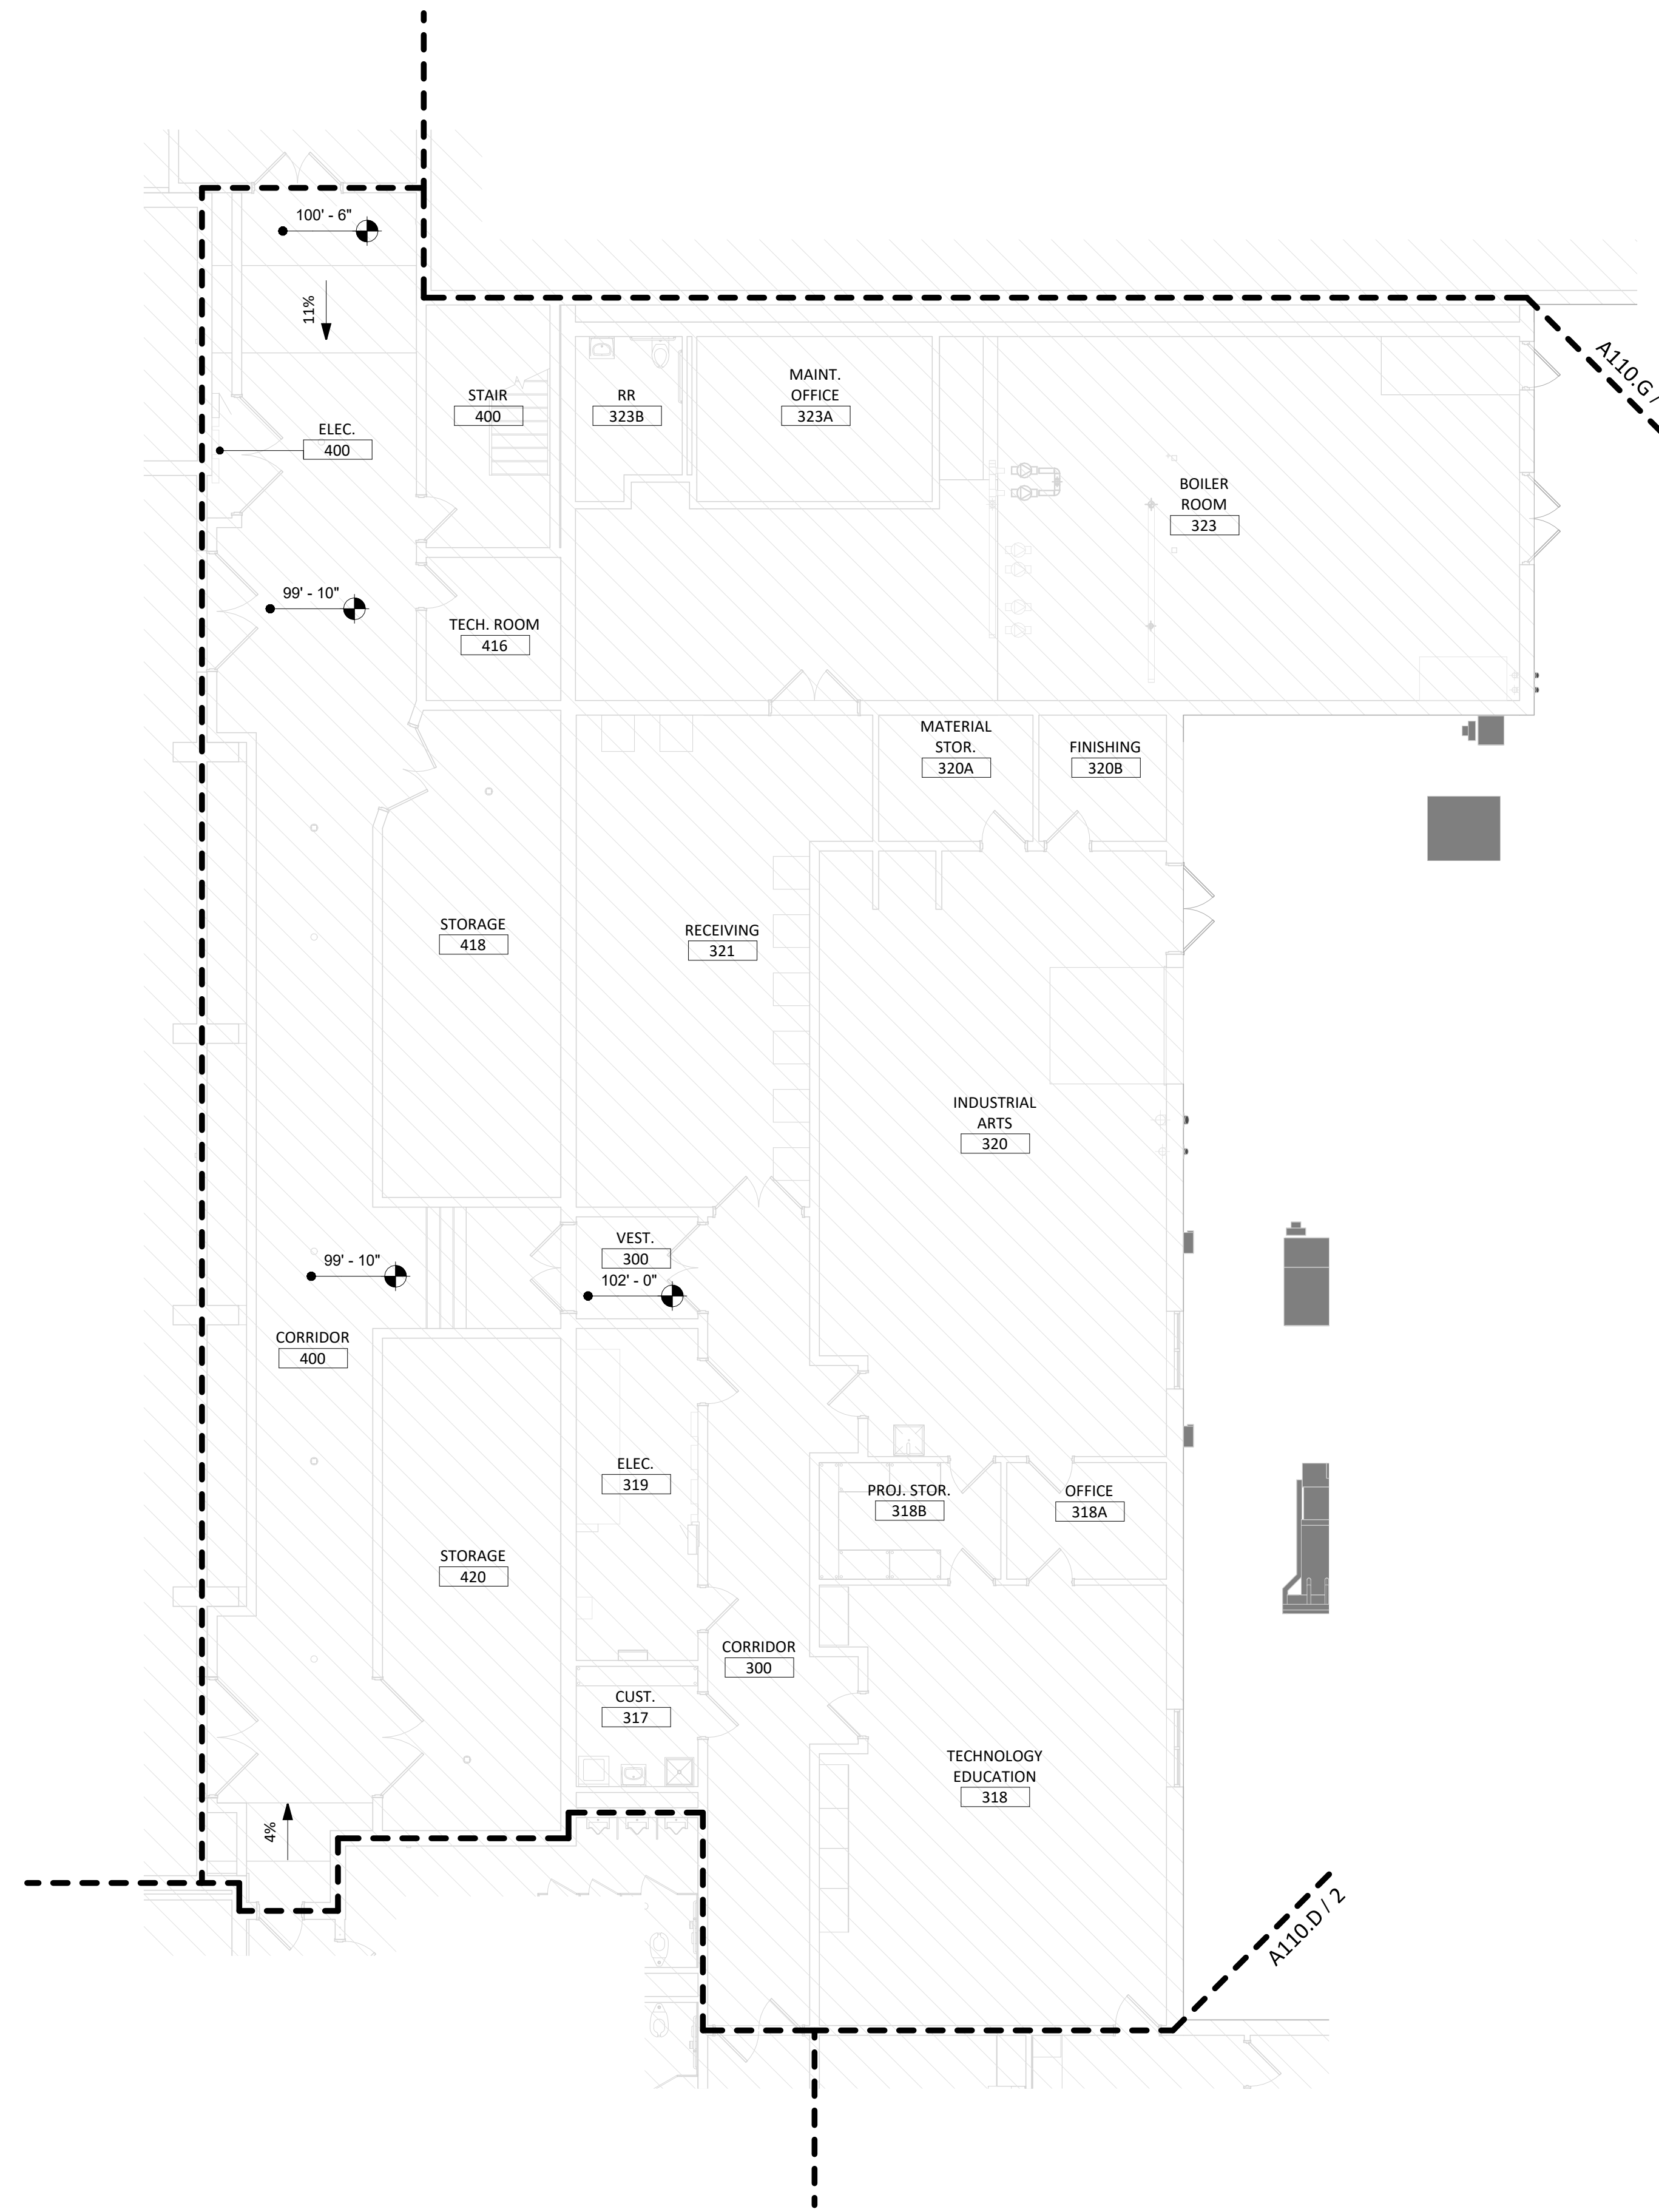 100' - 6"
11%
A110.G /
STAIR
400
RR
323B
MAINT.
OFFICE
323A
ELEC.
400
BOILER
ROOM
323
99' - 10"
TECH. ROOM
416
MATERIAL
STOR.
320A
FINISHING
320B
STORAGE
418
RECEIVING
321
INDUSTRIAL
ARTS
320
VEST.
300
102' - 0"
99' - 10"
CORRIDOR
400
ELEC.
319
PROJ. STOR.
318B
OFFICE
318A
STORAGE
420
CORRIDOR
300
CUST.
317
TECHNOLOGY
EDUCATION
318
4%
A110.D / 2